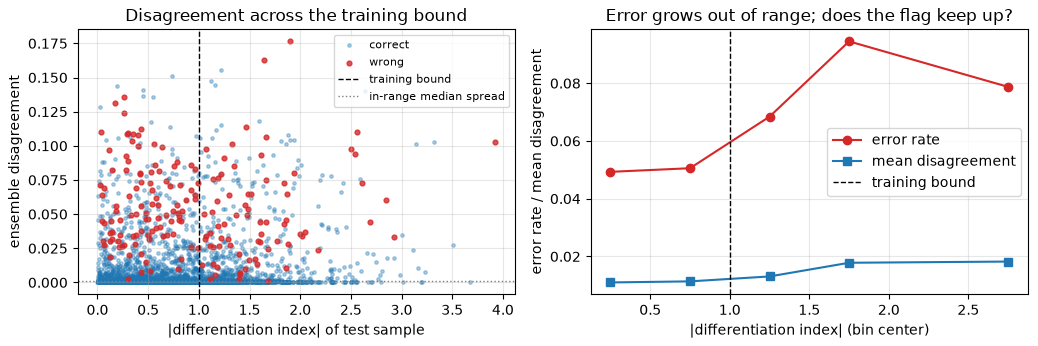 Disagreement across the training bound
ensemble disagreement
0.175
0.150
0.125
0.100
0.075
0.050
0.025
0.000
correct
wrong
training bound
in-range median spread
0.0 0.5 1.0 1.5 2.0 2.5 3.0 3.5 4.0
|differentiation index| of test sample
Error grows out of range; does the flag keep up?
error rate / mean disagreement
0.08
0.06
0.04
0.02
error rate
mean disagreement
training bound
0.5 1.0 1.5 2.0 2.5
|differentiation index| (bin center)